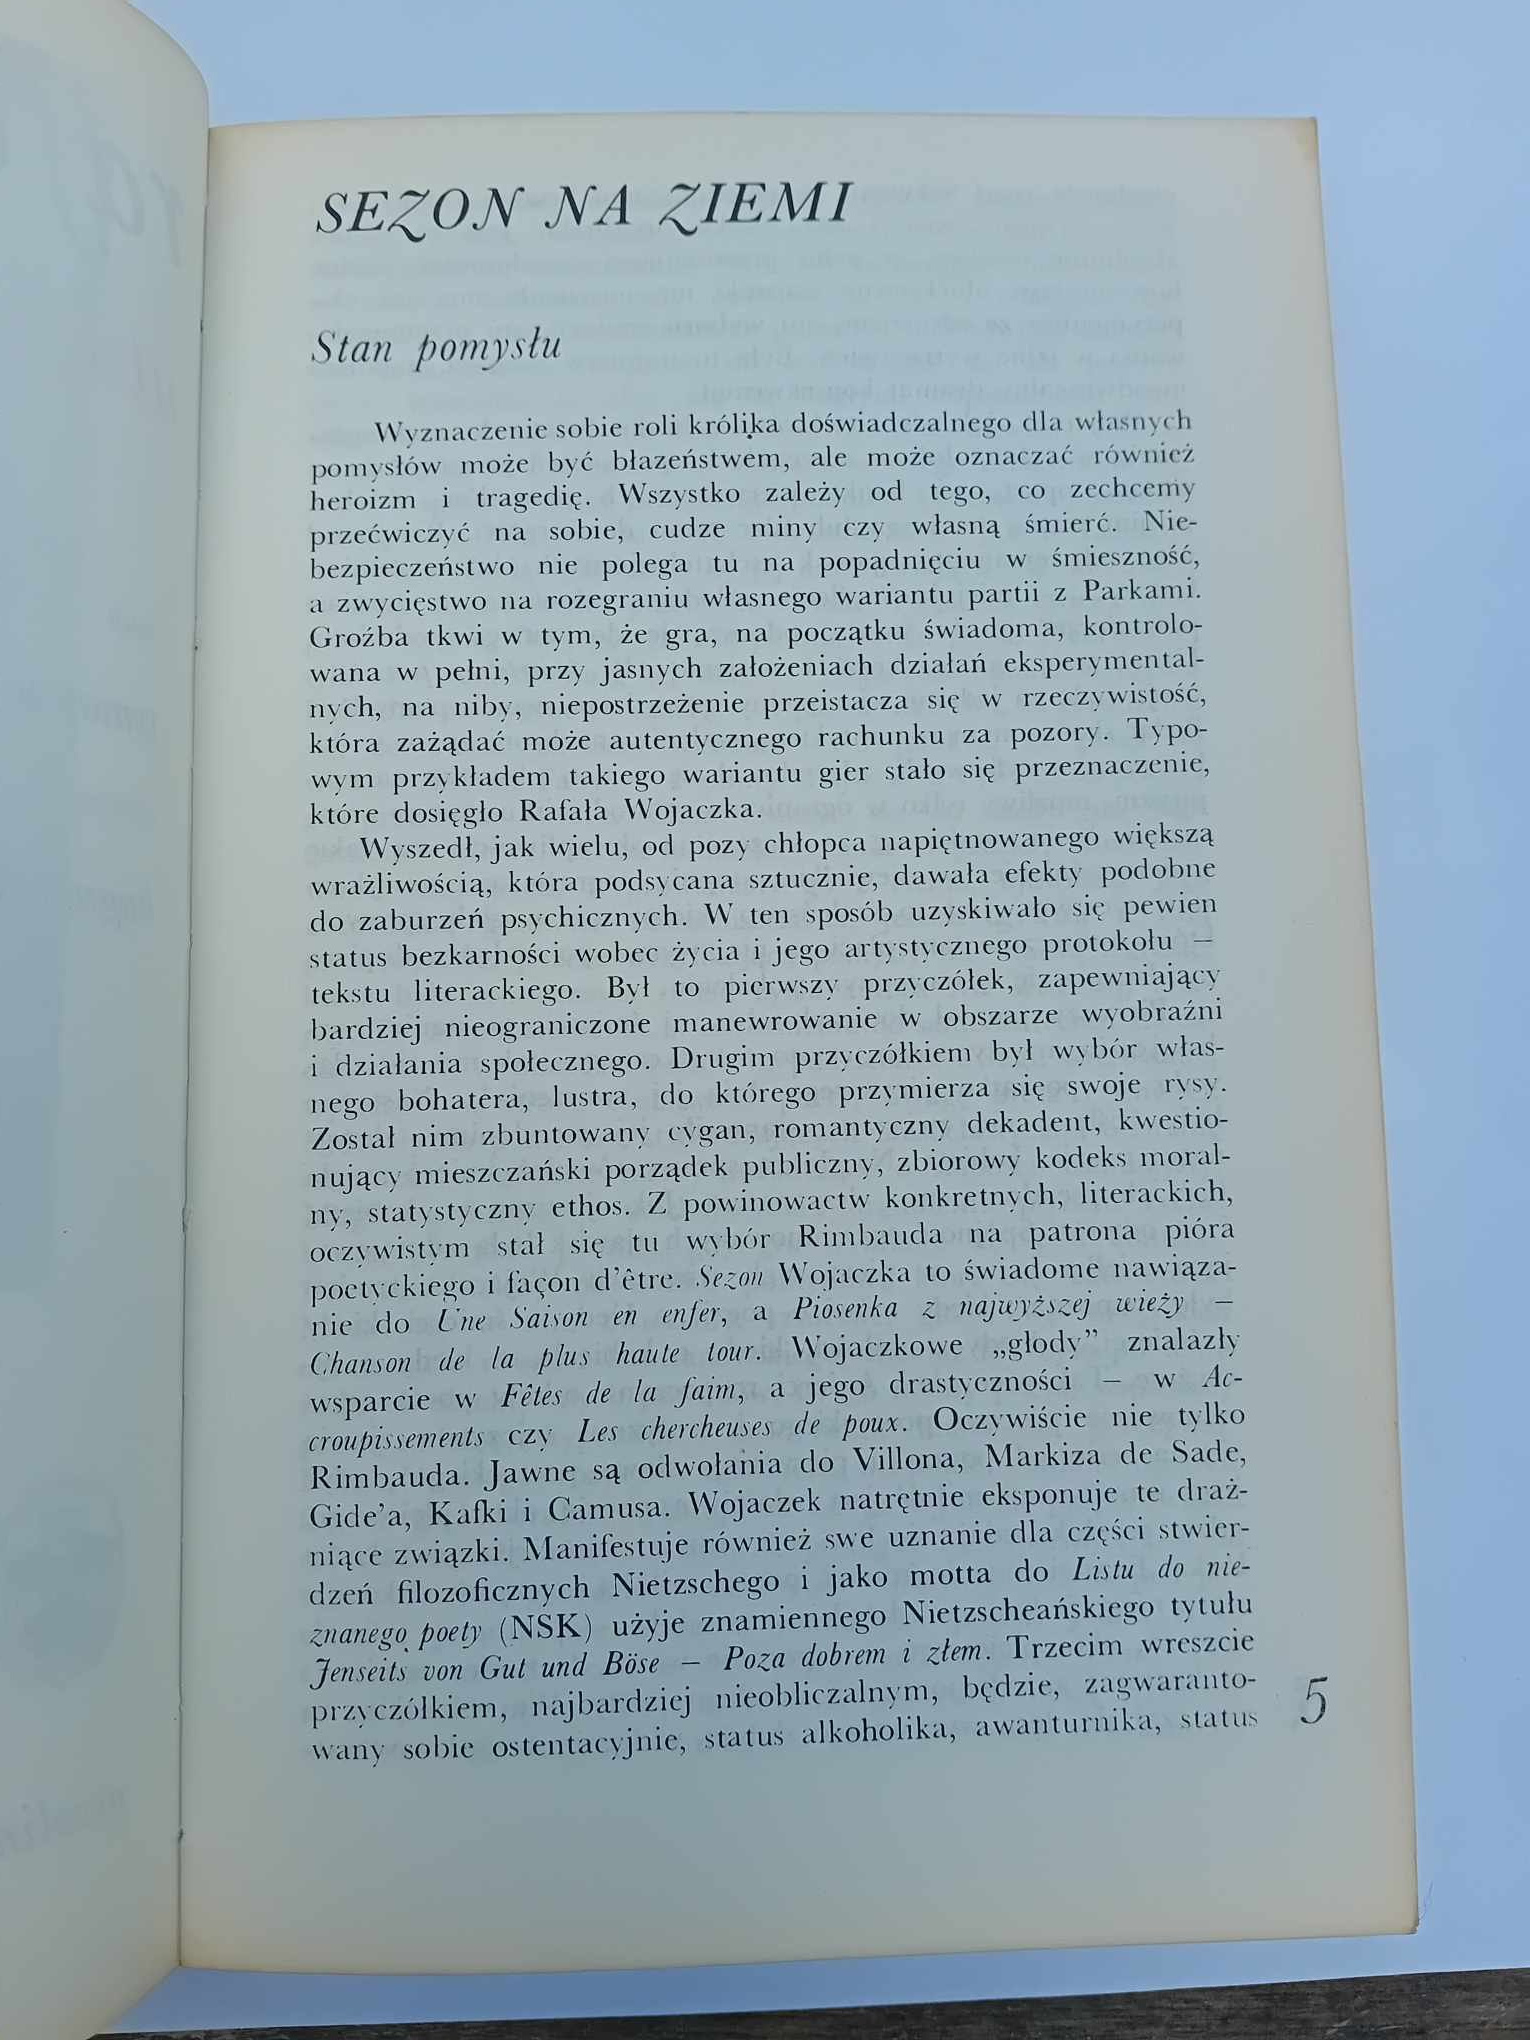 SEZON NA ZIEMI
Stan pomysłu
Wyznaczenie sobie roli królika doświadczalnego dla własnych
pomysłów może być błazeństwem, ale może oznaczać również
heroizm i tragedię. Wszystko zależy od tego, co zechcemy
przećwiczyć na sobie, cudze miny czy własną śmierć. Nie-
bezpieczeństwo nie polega tu na popadnięciu w śmieszność,
a zwycięstwo na rozegraniu własnego wariantu partii z Parkami.
Groźba tkwi w tym, że gra, na początku świadoma, kontrolo-
wana w pełni, przy jasnych założeniach działań eksperymental-
nych, na niby, niepostrzeżenie przeistacza się w rzeczywistość,
która zażądać może autentycznego rachunku za pozory. Typo-
wym przykładem takiego wariantu gier stało się przeznaczenie,
które dosięgło Rafała Wojaczka.
Wyszedł, jak wielu, od pozy chłopca napiętnowanego większą
wrażliwością, która podsycana sztucznie, dawała efekty podobne
do zaburzeń psychicznych. W ten sposób uzyskiwało się pewien
status bezkarności wobec życia i jego artystycznego protokołu —
tekstu literackiego. Był to pierwszy przyczółek, zapewniający
bardziej nieograniczone manewrowanie w obszarze wyobraźni
i działania społecznego. Drugim przyczółkiem był wybór włas-
nego bohatera, lustra, do którego przymierza się swoje rysy.
Został nim zbuntowany cygan, romantyczny dekadent, kwestio-
nujący mieszczański porządek publiczny, zbiorowy kodeks moral-
ny, statystyczny ethos. Z powinowactw konkretnych, literackich,
oczywistym stał się tu wybór Rimbauda na patrona pióra
poetyckiego i façon d'être. Sezon Wojaczka to świadome nawiąza-
nie do Une Saison en enfer, a Piosenka z najwyższej wieży —
Chanson de la plus haute tour. Wojaczkowe „głody” znalazły
wsparcie w Fêtes de la faim, a jego drastyczności — w Ac-
croupissements czy Les chercheuses de poux. Oczywiście nie tylko
Rimbauda. Jawne są odwołania do Villona, Markiza de Sade,
Gide'a, Kafki i Camusa. Wojaczek natrętnie eksponuje te draż-
niące związki. Manifestuje również swe uznanie dla części stwier-
dzeń filozoficznych Nietzschego i jako motta do Listu do nie-
znanego poety (NSK) użyje znamiennego Nietzscheańskiego tytułu
Jenseits von Gut und Böse — Poza dobrem i złem. Trzecim wreszcie
przyczółkiem, najbardziej nieobliczalnym, będzie, zagwaranto-
wany sobie ostentacyjnie, status alkoholika, awanturnika, status
5